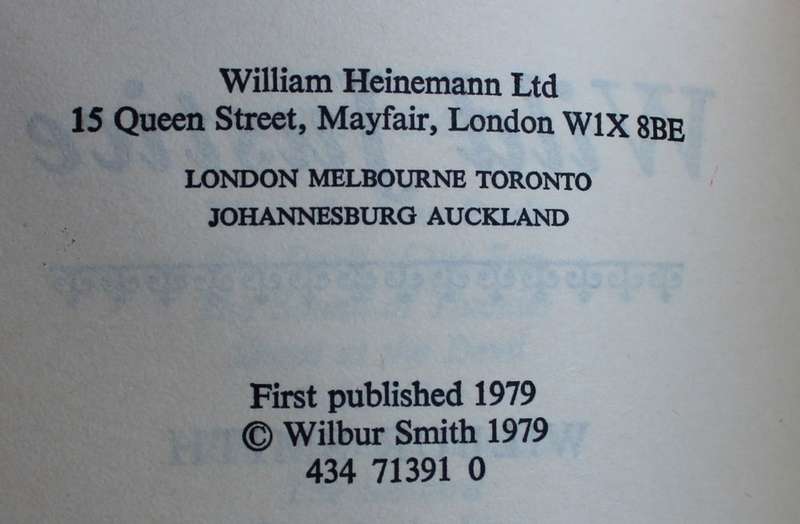 William Heinemann Ltd
15 Queen Street, Mayfair, London W1X 8BE
LONDON MELBOURNE TORONTO
JOHANNESBURG AUCKLAND
First published 1979
© Wilbur Smith 1979
434 71391 0